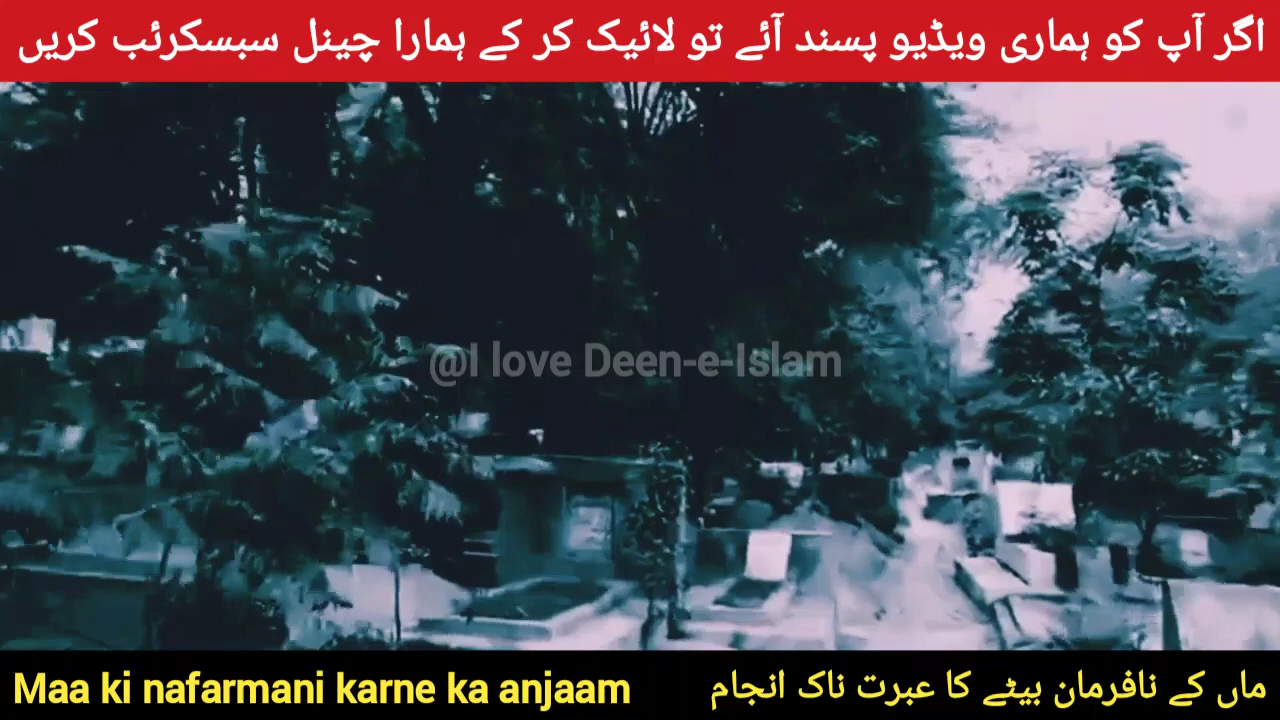 اگر آپ کو ہماری ویڈیو پسند آئے تو لائیک کر کے ہمارا چینل سبسکرئب کریں
@I love Deen-e-Islam
Maa ki nafarmani karne ka anjaam
ماں کے نافرمان بیٹے کا عبرت ناک انجام